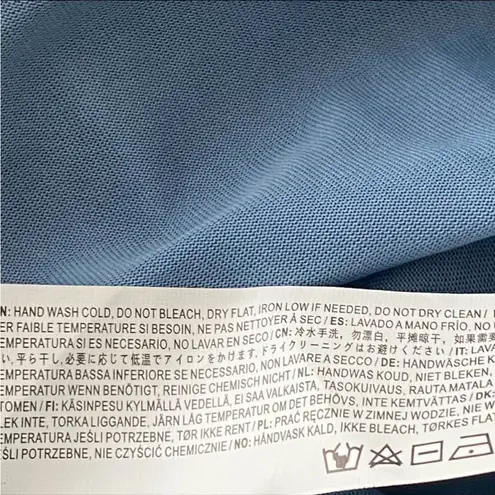 N: HAND WASH COLD, DO NOT BLEACH, DRY FLAT, IRON LOW IF NEEDED, DO NOT DRY CLEAN /
ER FAIBLE TEMPERATURE SI BESOIN, NE PAS NETTOYER À SEC / ES: LAVADO A MANO FRÍO, NO
EMPERATURA SI ES NECESARIO, NO LAVAR EN SECO / CN: 冷水手洗, 勿漂白, 平摊晾干, 如果需要
い, 平ら干し, 必要に応じて低温でアイロンをかけます, ドライクリーニングはお避けください / IT: LAVA
EMPERATURA BASSA INFERIORE SE NECESSARIO, NON LAVARE A SECCO / DE: HANDWÄSCHE K
EMPERATUR WENN BENÖTIGT, REINIGE CHEMISCH NICHT / NL: HANDWAS KOUD, NIET BLEKEN,
TOMEN / FI: KÄSINPESU KYLMÄLLÄ VEDELLÄ, EI SAA VALKAISTA, TASOKUIVAUS, RAUTA MATALA
LEK INTE, TORKA LIGGANDE, JÄRN LÅG TEMPERATUR OM DET BEHÖVS, INTE KEMTVÄTT / DK:
EMPERATUR, TØR IKKE RENT / PL: PRAĆ RĘCZNIE W ZIMNEJ WODZIE, NIE W
JEŚLI POTRZEBNE, NIE CZYŚCIĆ CHEMICZNIE / NO: HÅNDVASK KALD, IKKE BLEACH, TØRKES FLAT